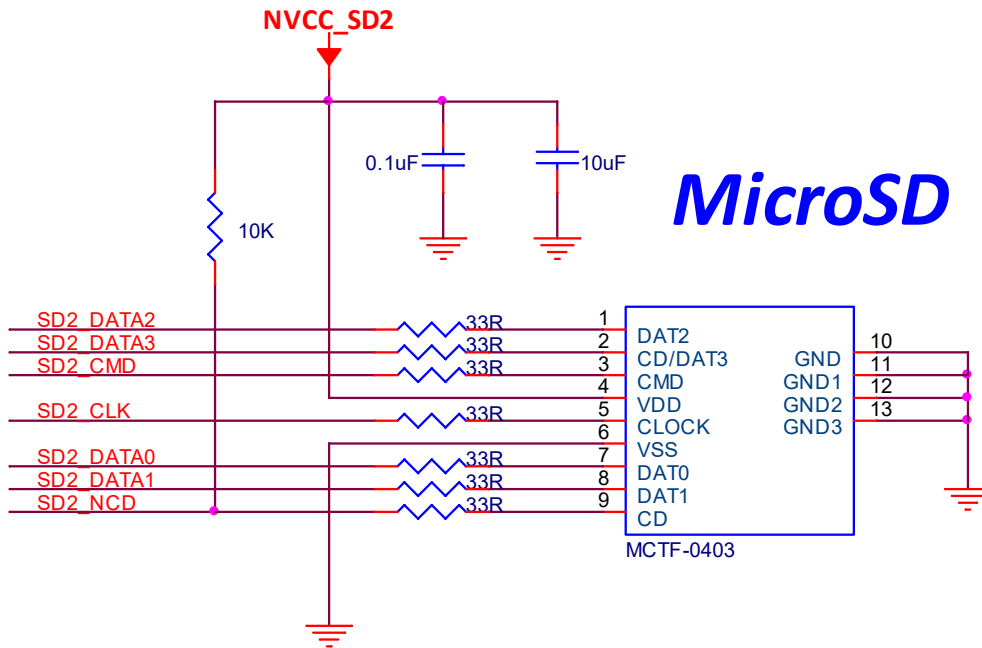 NVCC_SD2
0.1uF
10uF
MicroSD
10K
SD2_DATA2
33R
1
DAT2
SD2_DATA3
33R
2
CD/DAT3
GND
10
SD2_CMD
33R
3
CMD
GND1
11
4
VDD
GND2
12
SD2_CLK
33R
5
CLOCK
GND3
13
6
VSS
SD2_DATA0
33R
7
DAT0
SD2_DATA1
33R
8
DAT1
SD2_NCD
33R
9
CD
MCTF-0403